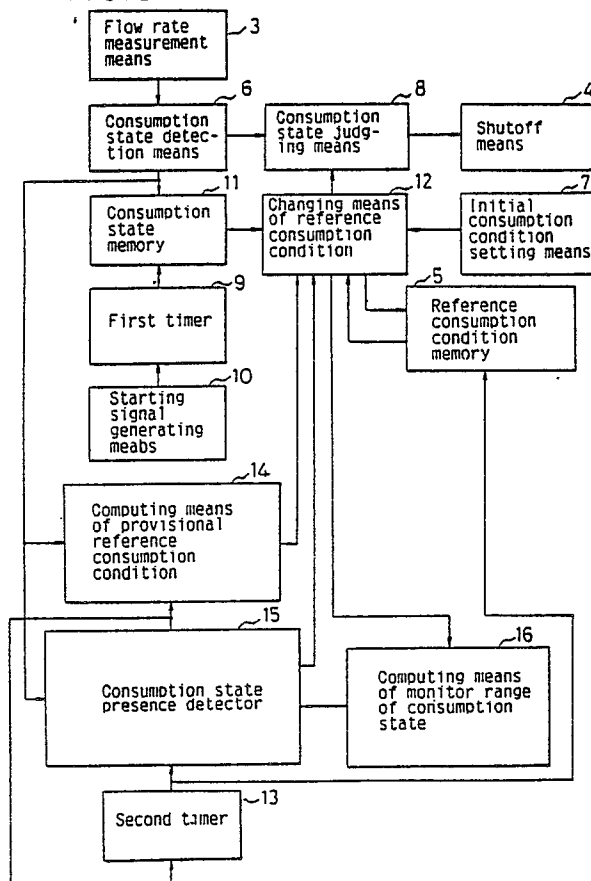 3
Flow rate
measurement
means
6
Consumption
state detec-
tion means
8
Consumption
state judg-
ing means
4
Shutoff
means
11
Consumption
state
memory
12
Changing means
of reference
consumption
condition
7
Initial
consumption
condition
setting means
9
First timer
5
Reference
consumption
condition
memory
10
Starting
signal
generating
meabs
14
Computing means
of provisional
reference
consumption
condition
15
Consumption state
presence detector
16
Computing means
of monitor range
of consumption
state
13
Second timer